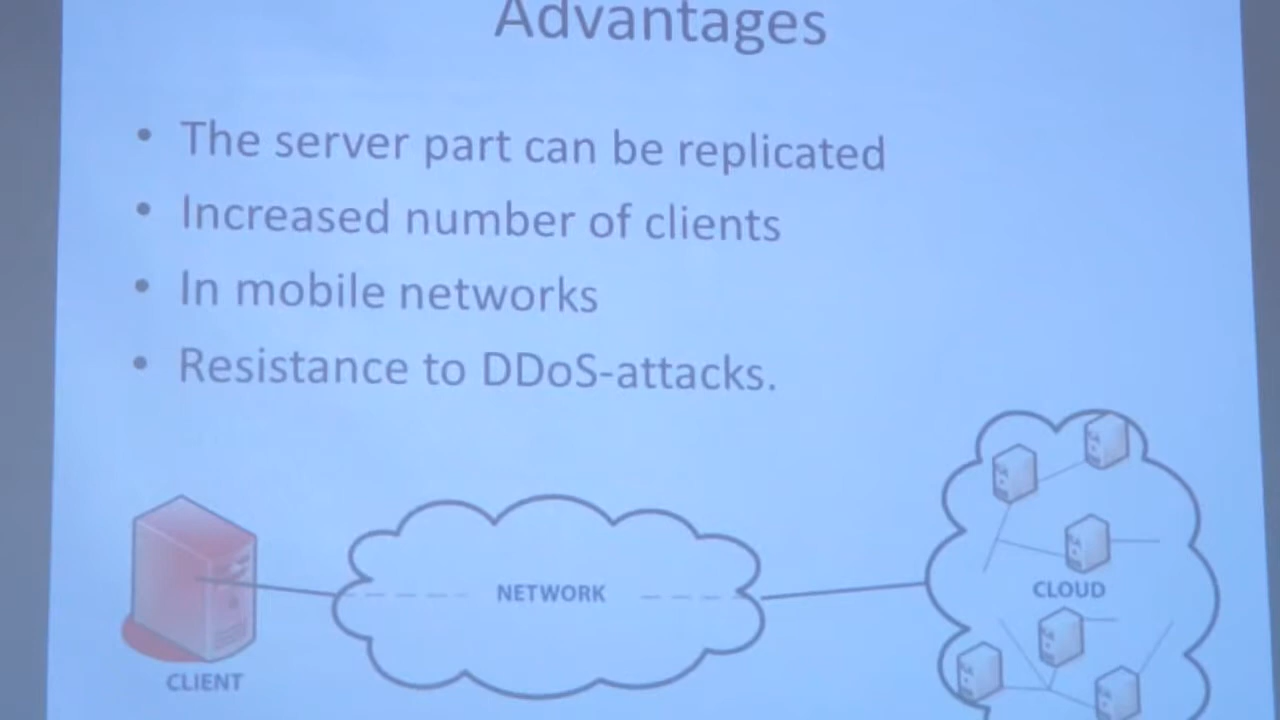 Advantages
• The server part can be replicated
• Increased number of clients
• In mobile networks
• Resistance to DDoS-attacks.
NETWORK
CLOUD
CLIENT